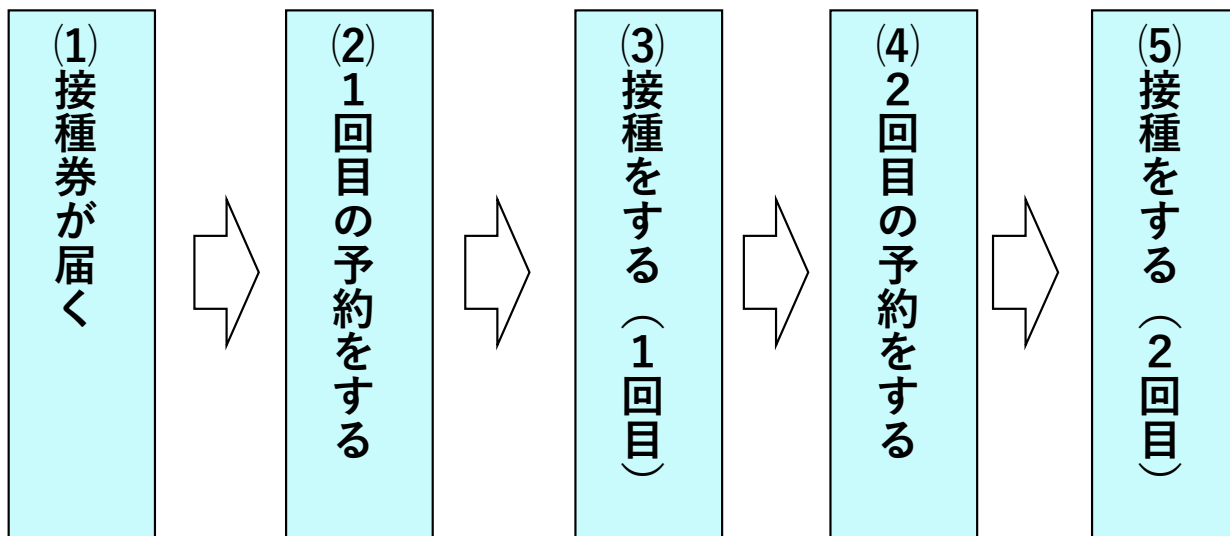 (1)接種券が届く
(2)1回目の予約をする
(3)接種をする（1回目）
(4)2回目の予約をする
(5)接種をする（2回目）